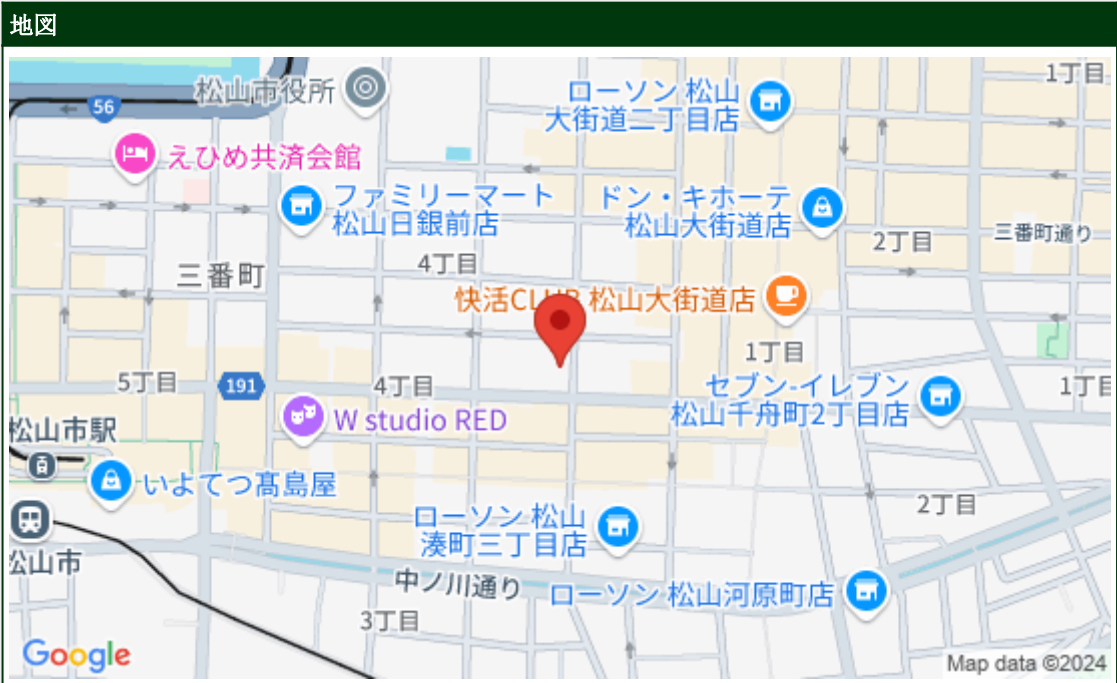 地図
1丁目
松山市役所
ローソン 松山
大街道二丁目店
56
えひめ共済会館
ファミリーマート
松山日銀前店
ドン・キホーテ
松山大街道店
2丁目
三番町通り
4丁目
三番町
快活CLUB 松山大街道店
1丁目
5丁目
191
4丁目
セブン-イレブン
松山千舟町2丁目店
1丁目
W studio RED
松山市駅
いよてつ髙島屋
2丁目
ローソン 松山
湊町三丁目店
松山市
中ノ川通り
ローソン 松山河原町店
3丁目
Google
Map data ©2024